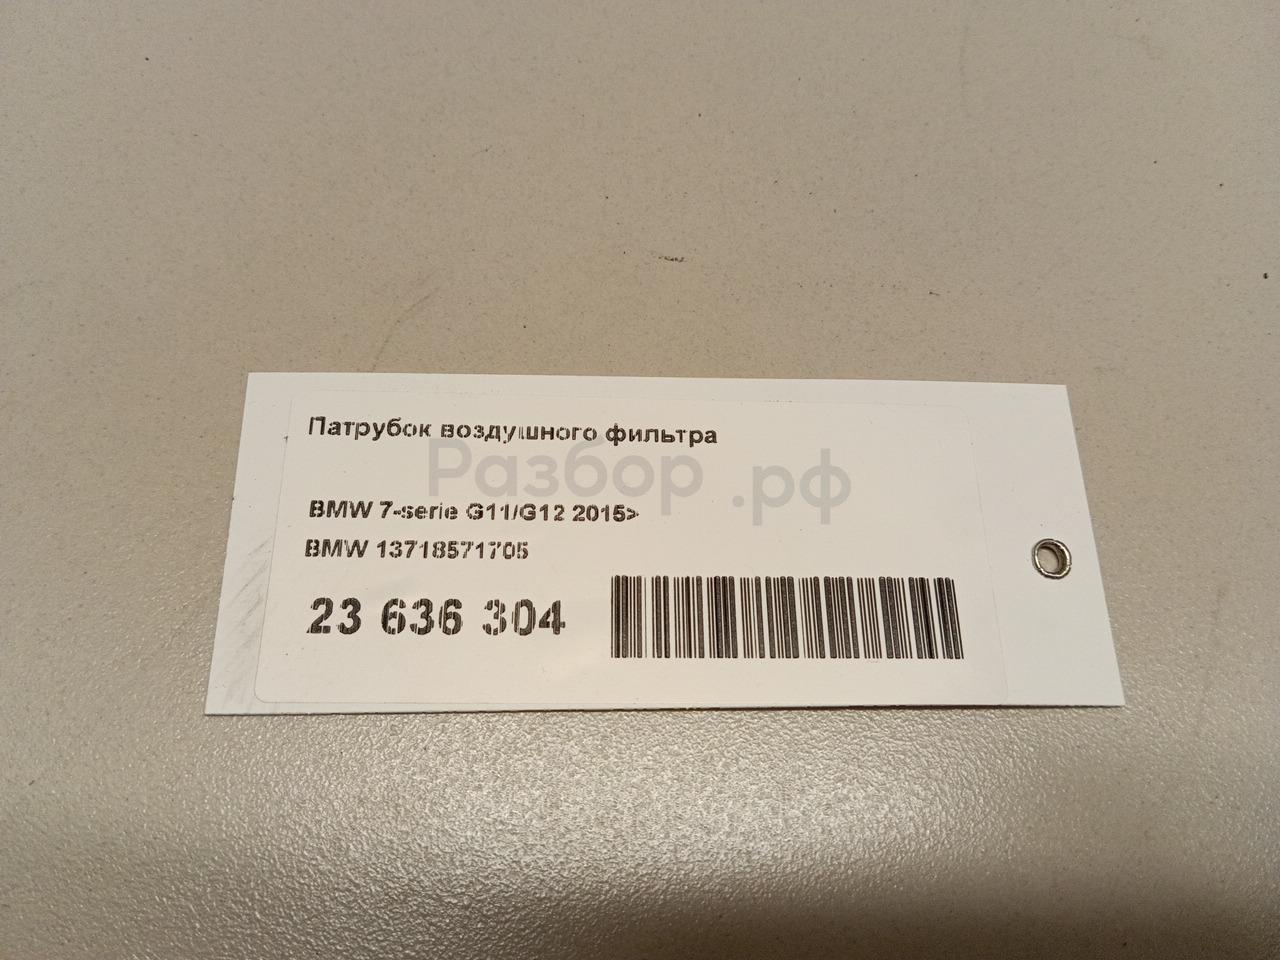 Патрубок воздушного фильтра
Разбор.рф
BMW 7-serie G11/G12 2015>
BMW 13718571705
23 636 304